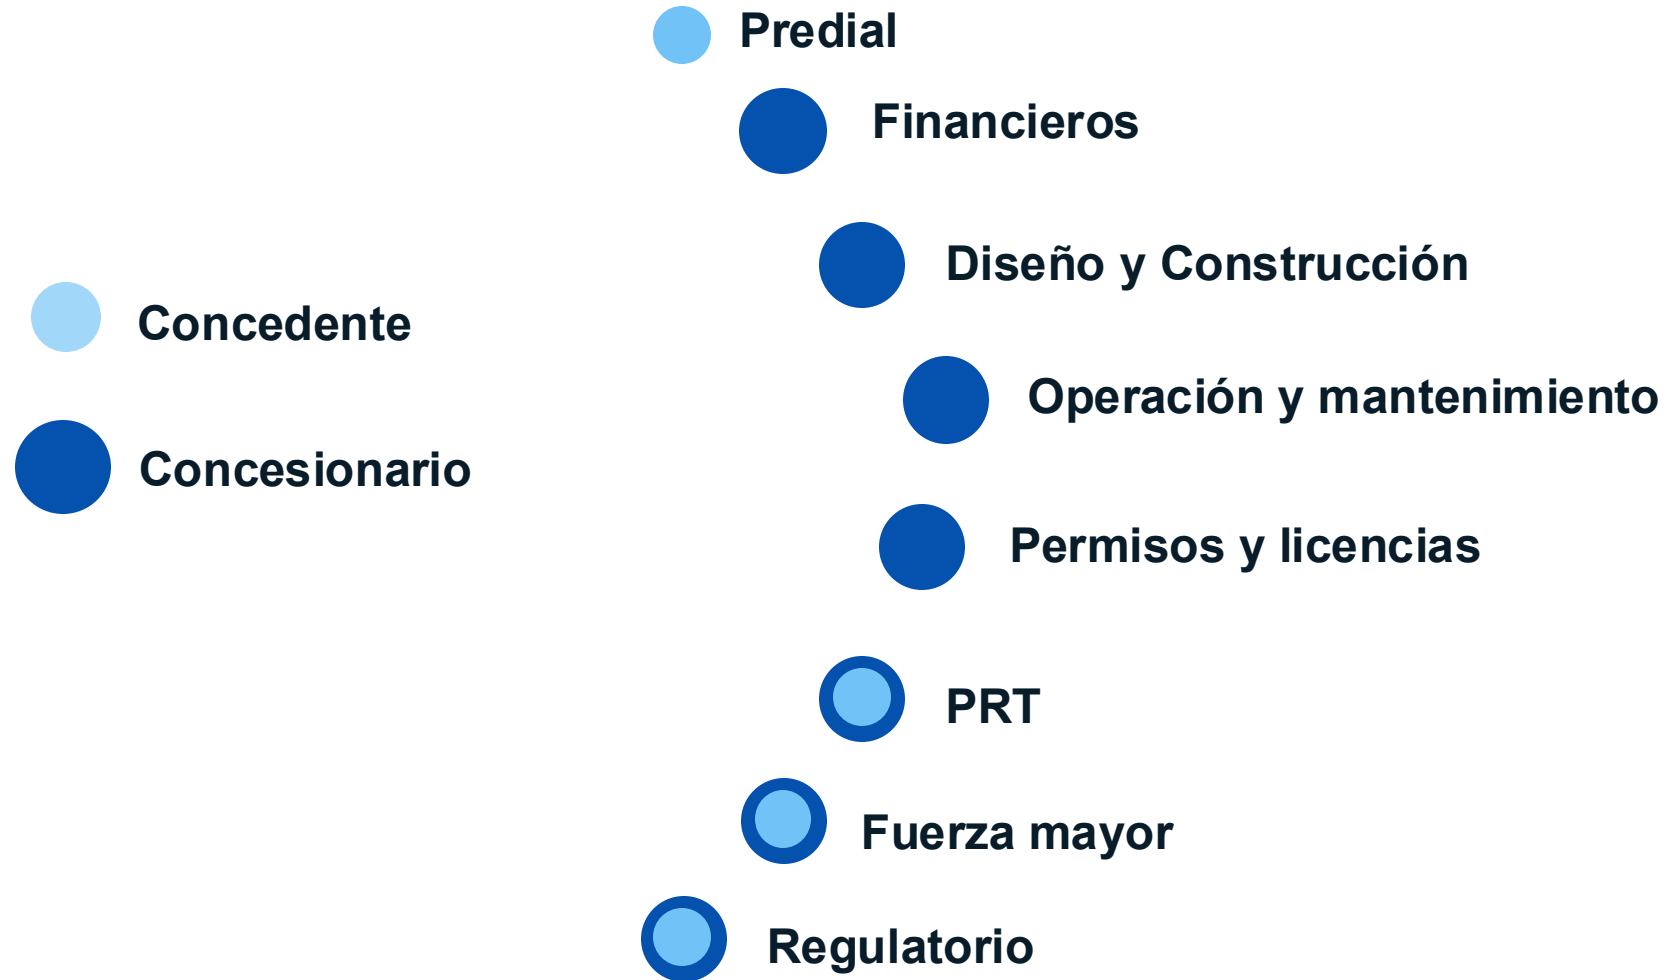 Predial
Financieros
Diseño y Construcción
Concedente
Operación y mantenimiento
Concesionario
Permisos y licencias
PRT
Fuerza mayor
Regulatorio